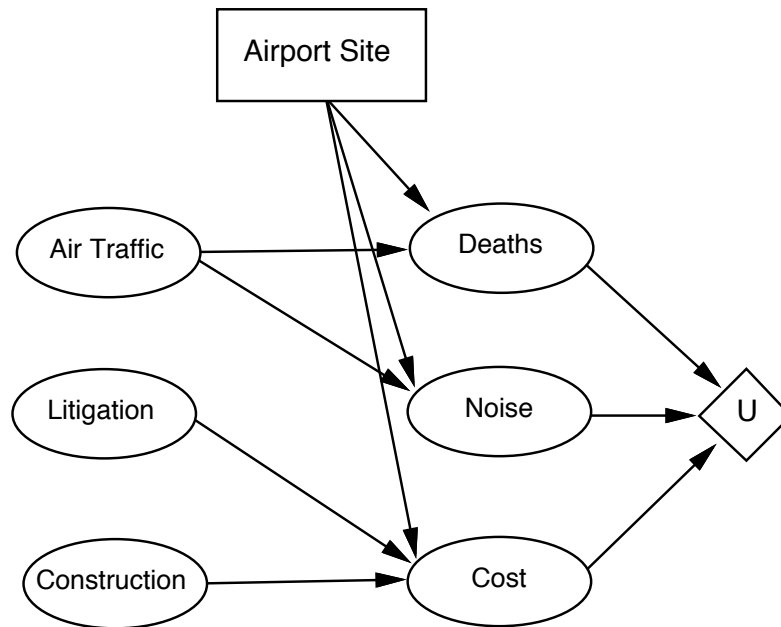 Airport Site
Air Traffic
Deaths
Litigation
Noise
U
Construction
Cost